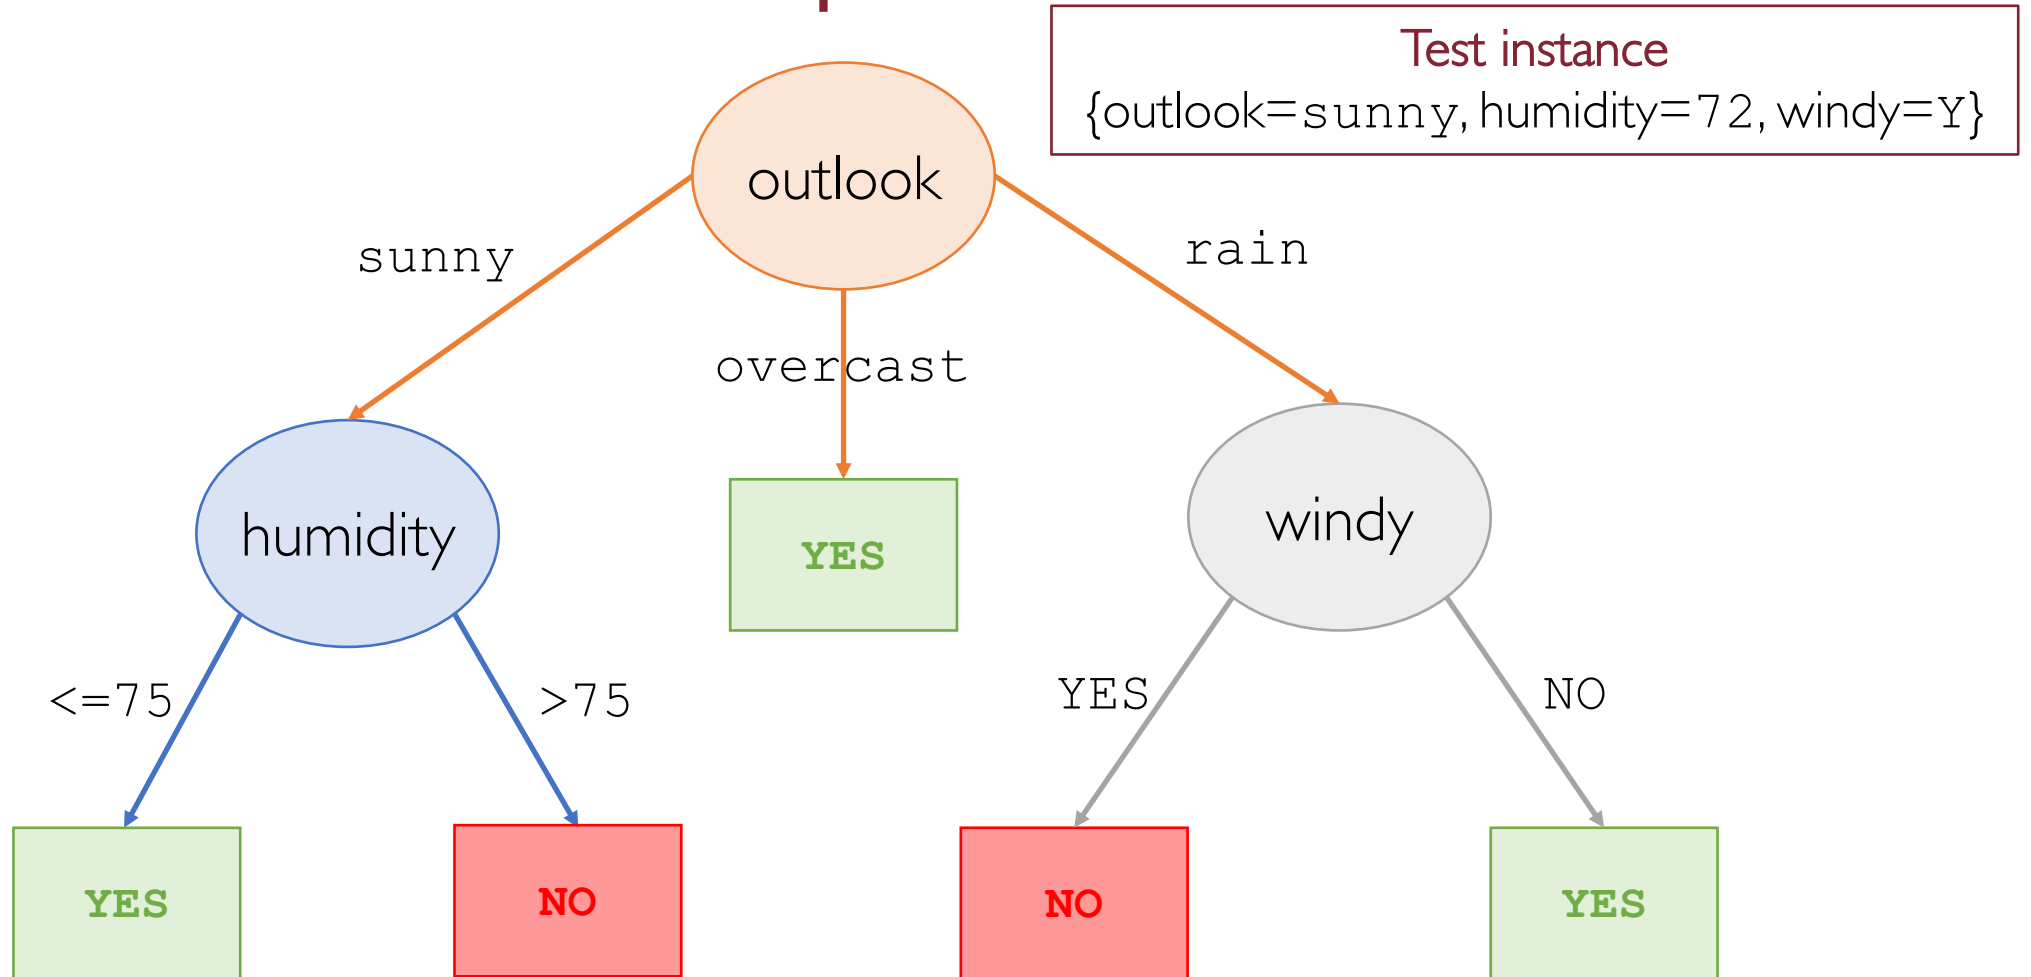 Test instance
{outlook=sunny, humidity=72, windy=Y}
outlook
sunny
rain
overcast
humidity
YES
windy
<=75
>75
YES
NO
YES
NO
NO
YES